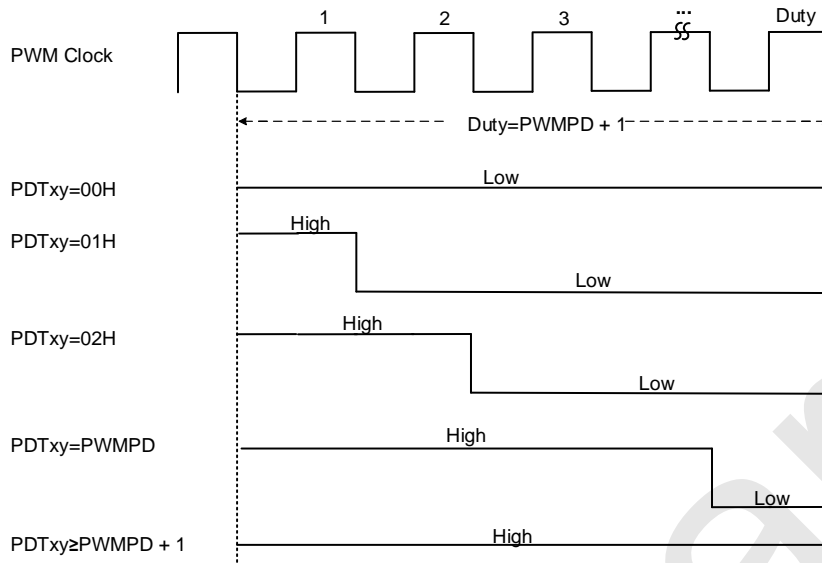 1 2 3 ... Duty
PWM Clock
Duty=PWMPD + 1
PDTxy=00H
Low
PDTxy=01H
High
Low
PDTxy=02H
High
Low
PDTxy=PWMPD
High
Low
PDTxy≥PWMPD + 1
High